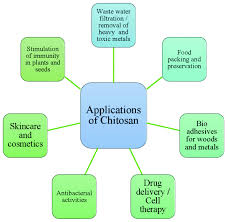 Waste water
filtration /
removal of
heavy and
toxic metals
Food
packing and
preservation
Bio
adhesives for
woods and
metals
Drug
delivery /
Cell
therapy
Antibacterial
activities
Skincare
and
cosmetics
Stimulation
of immunity
in plants and
seeds
Applications
of Chitosan